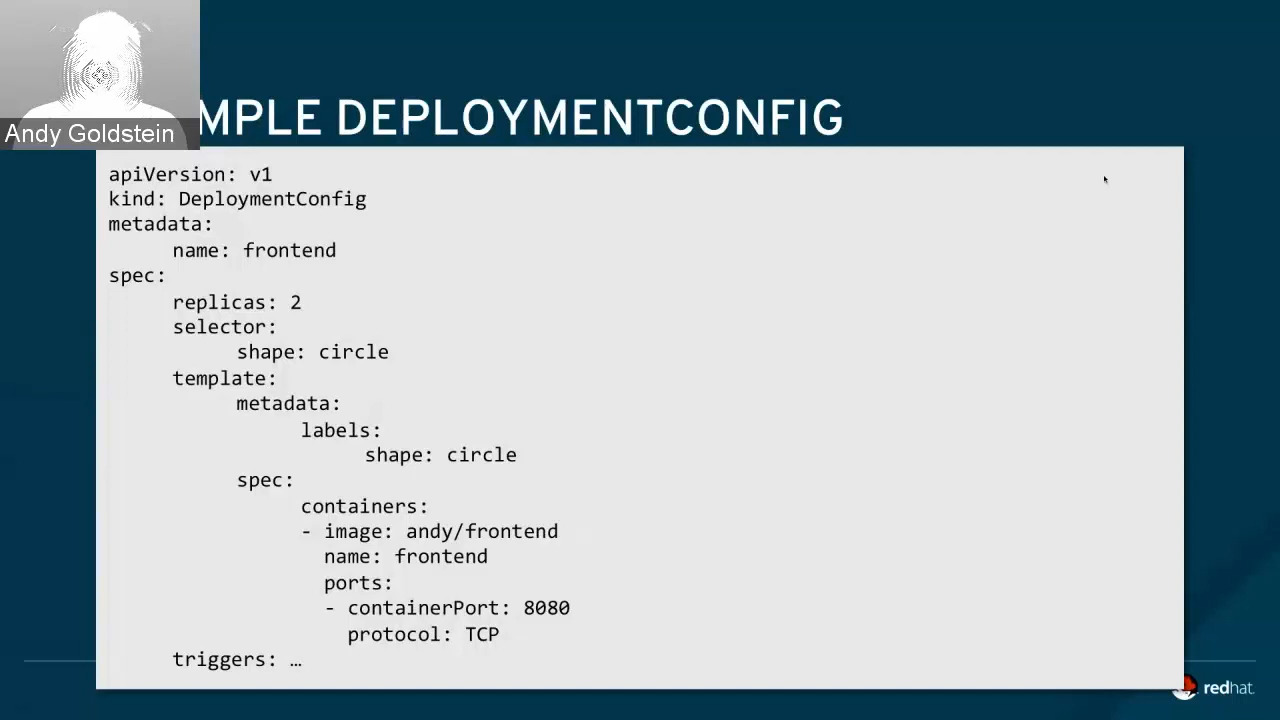 Andy Goldstein
MPLE DEPLOYMENTCONFIG
apiVersion: v1
kind: DeploymentConfig
metadata:
name: frontend
spec:
replicas: 2
selector:
shape: circle
template:
metadata:
labels:
shape: circle
spec:
containers:
- image: andy/frontend
name: frontend
ports:
- containerPort: 8080
protocol: TCP
triggers: …
redhat.